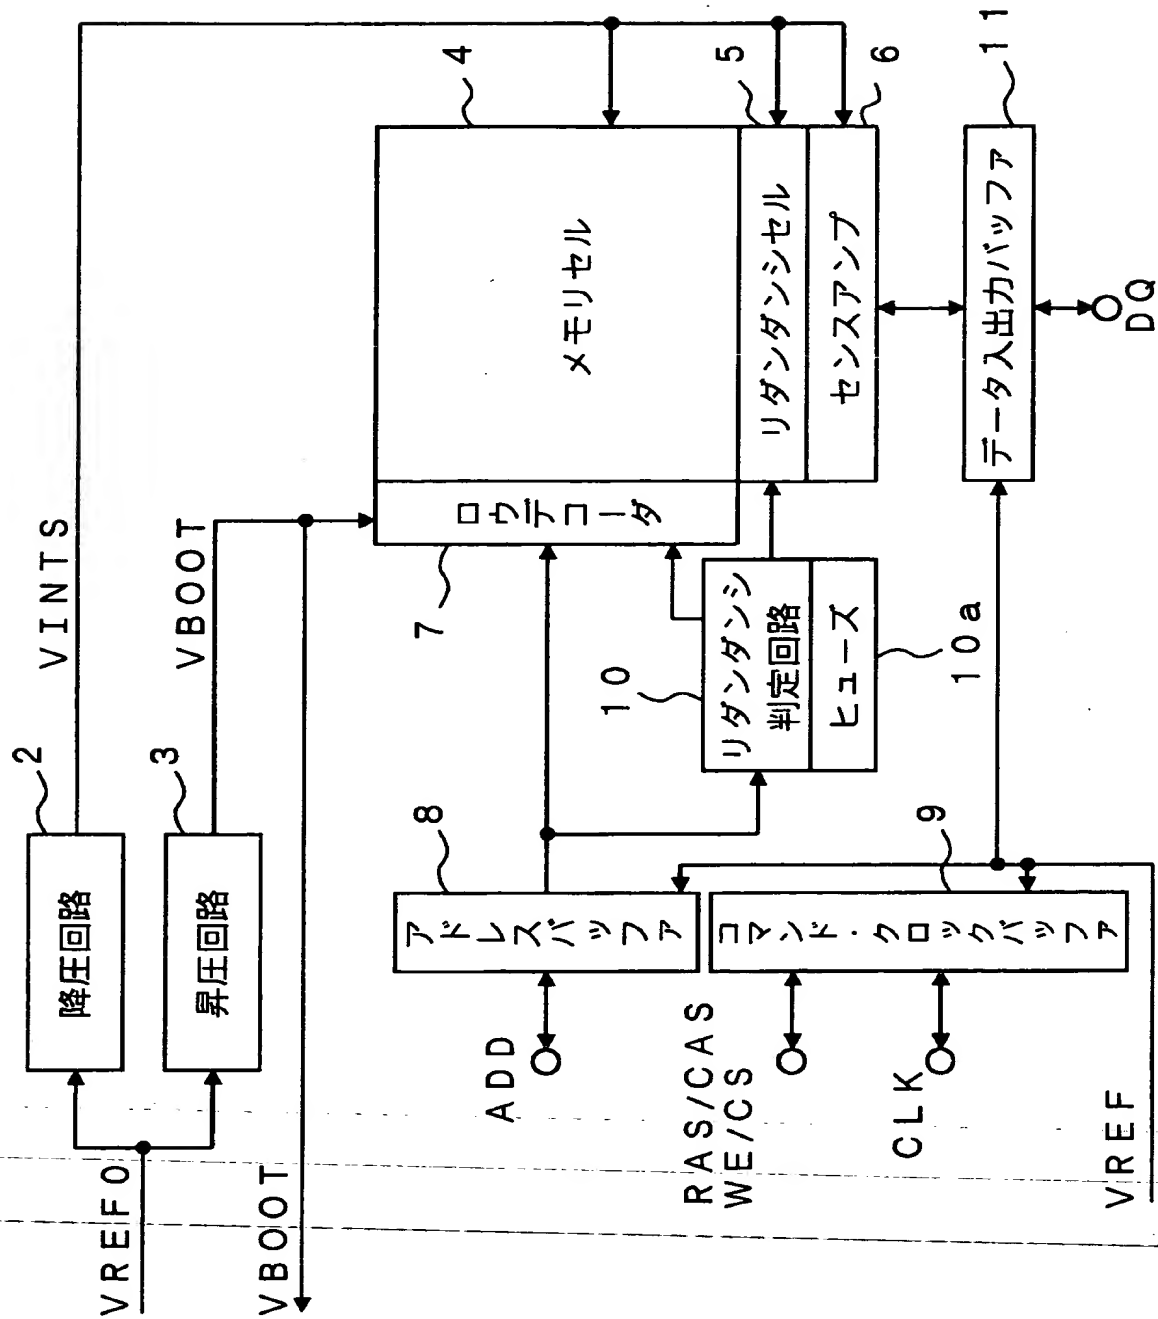 VREF0
VBOOT
降圧回路
2
昇圧回路
3
VINTS
VBOOT
ADD
アドレスバッファ
8
RAS/CAS
WE/CS
CLK
コマンド・クロックバッファ
9
VREF
リダンダンシ
判定回路
10
ヒューズ
10a
ロウデコーダ
7
メモリセル
4
リダンダンシセル
5
センスアンプ
6
データ入出力バッファ
11
DQ